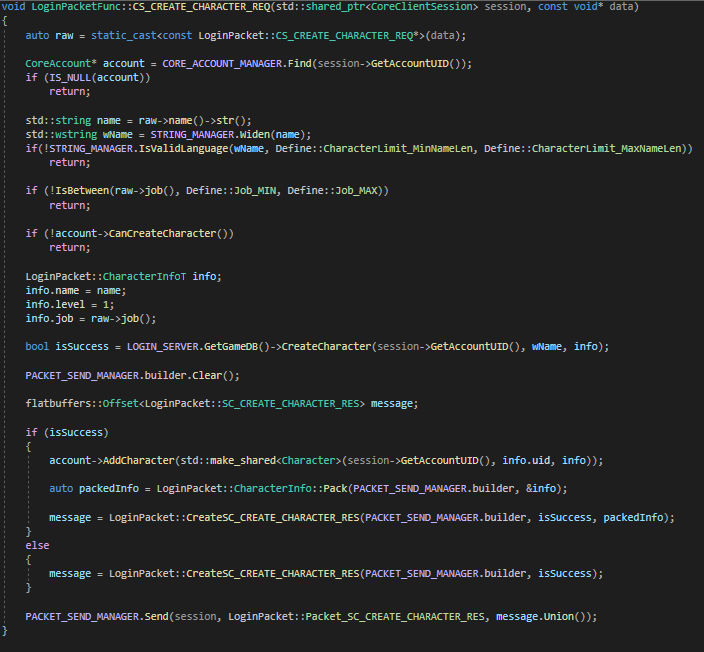 void LoginPacketFunc::CS_CREATE_CHARACTER_REQ(std::shared_ptr<CoreClientSession> session, const void* data)
{
    auto raw = static_cast<const LoginPacket::CS_CREATE_CHARACTER_REQ*>(data);

    CoreAccount* account = CORE_ACCOUNT_MANAGER.Find(session->GetAccountUID());
    if (IS_NULL(account))
        return;

    std::string name = raw->name()->str();
    std::wstring wName = STRING_MANAGER.Widen(name);
    if(!STRING_MANAGER.IsValidLanguage(wName, Define::CharacterLimit_MinNameLen, Define::CharacterLimit_MaxNameLen))
        return;

    if (!IsBetween(raw->job(), Define::Job_MIN, Define::Job_MAX))
        return;

    if (!account->CanCreateCharacter())
        return;

    LoginPacket::CharacterInfoT info;
    info.name = name;
    info.level = 1;
    info.job = raw->job();

    bool isSuccess = LOGIN_SERVER.GetGameDB()->CreateCharacter(session->GetAccountUID(), wName, info);

    PACKET_SEND_MANAGER.builder.Clear();

    flatbuffers::Offset<LoginPacket::SC_CREATE_CHARACTER_RES> message;

    if (isSuccess)
    {
        account->AddCharacter(std::make_shared<Character>(session->GetAccountUID(), info.uid, info));

        auto packedInfo = LoginPacket::CharacterInfo::Pack(PACKET_SEND_MANAGER.builder, &info);

        message = LoginPacket::CreateSC_CREATE_CHARACTER_RES(PACKET_SEND_MANAGER.builder, isSuccess, packedInfo);
    }
    else
    {
        message = LoginPacket::CreateSC_CREATE_CHARACTER_RES(PACKET_SEND_MANAGER.builder, isSuccess);
    }

    PACKET_SEND_MANAGER.Send(session, LoginPacket::Packet_SC_CREATE_CHARACTER_RES, message.Union());
}